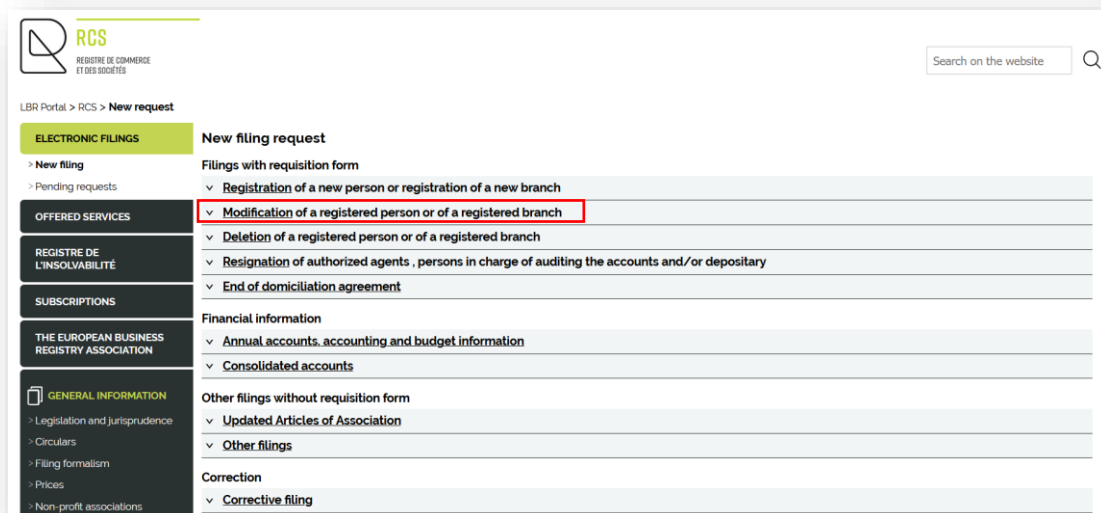 RCS
REGISTRE DE COMMERCE
ET DES SOCIÉTÉS
Search on the website
LBR Portal > RCS > New request
ELECTRONIC FILINGS
> New filing
> Pending requests
OFFERED SERVICES
REGISTRE DE
L'INSOLVABILITÉ
SUBSCRIPTIONS
THE EUROPEAN BUSINESS
REGISTRY ASSOCIATION
GENERAL INFORMATION
> Legislation and jurisprudence
> Circulars
> Filing formalism
> Prices
> Non-profit associations
New filing request
Filings with requisition form
Registration of a new person or registration of a new branch
Modification of a registered person or of a registered branch
Deletion of a registered person or of a registered branch
Resignation of authorized agents , persons in charge of auditing the accounts and/or depositary
End of domiciliation agreement
Financial information
Annual accounts, accounting and budget information
Consolidated accounts
Other filings without requisition form
Updated Articles of Association
Other filings
Correction
Corrective filing